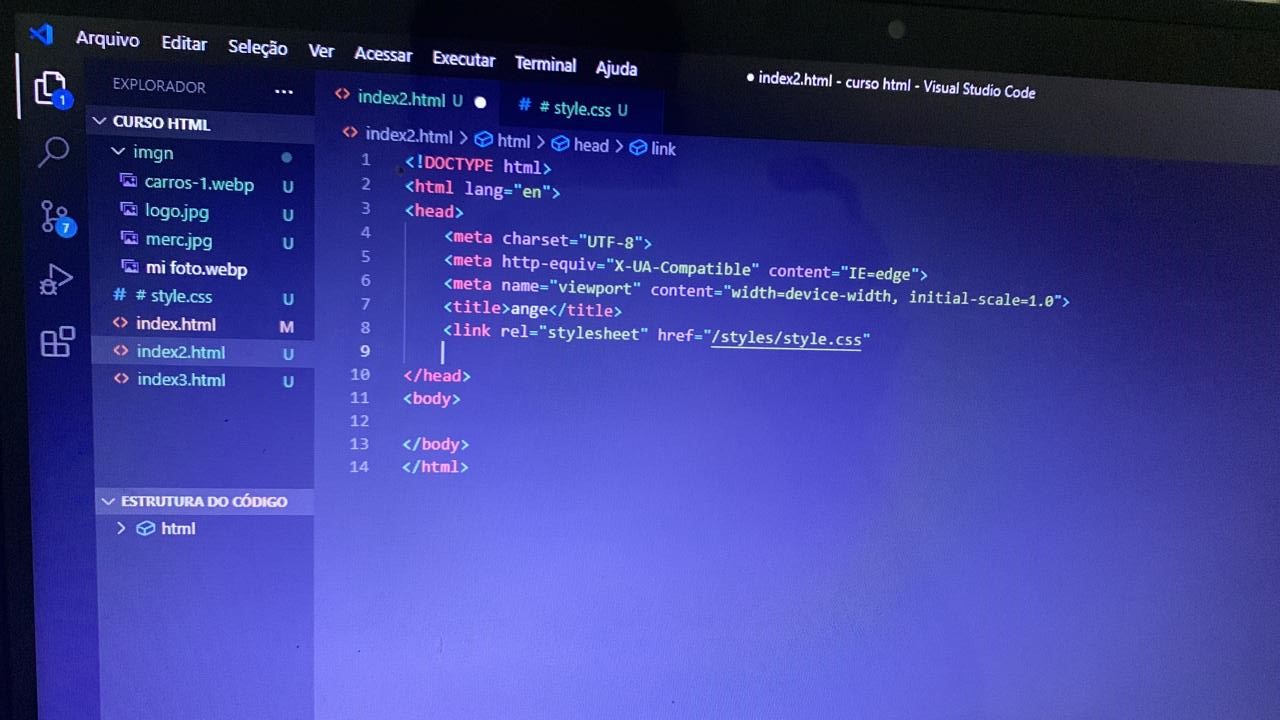 Arquivo Editar Seleção Ver Acessar Executar Terminal Ajuda
● index2.html - curso html - Visual Studio Code
EXPLORADOR ...
1
7
CURSO HTML
imgn
carros-1.webp U
logo.jpg U
merc.jpg U
mi foto.webp
# # style.css U
<> index.html M
<> index2.html U
<> index3.html U
ESTRUTURA DO CÓDIGO
> html
<> index2.html U ●
# # style.css U
<> index2.html > html > head > link
1 <!DOCTYPE html>
2 <html lang="en">
3 <head>
4 <meta charset="UTF-8">
5 <meta http-equiv="X-UA-Compatible" content="IE=edge">
6 <meta name="viewport" content="width=device-width, initial-scale=1.0">
7 <title>ange</title>
8 <link rel="stylesheet" href="/styles/style.css"
9
10 </head>
11 <body>
12
13 </body>
14 </html>